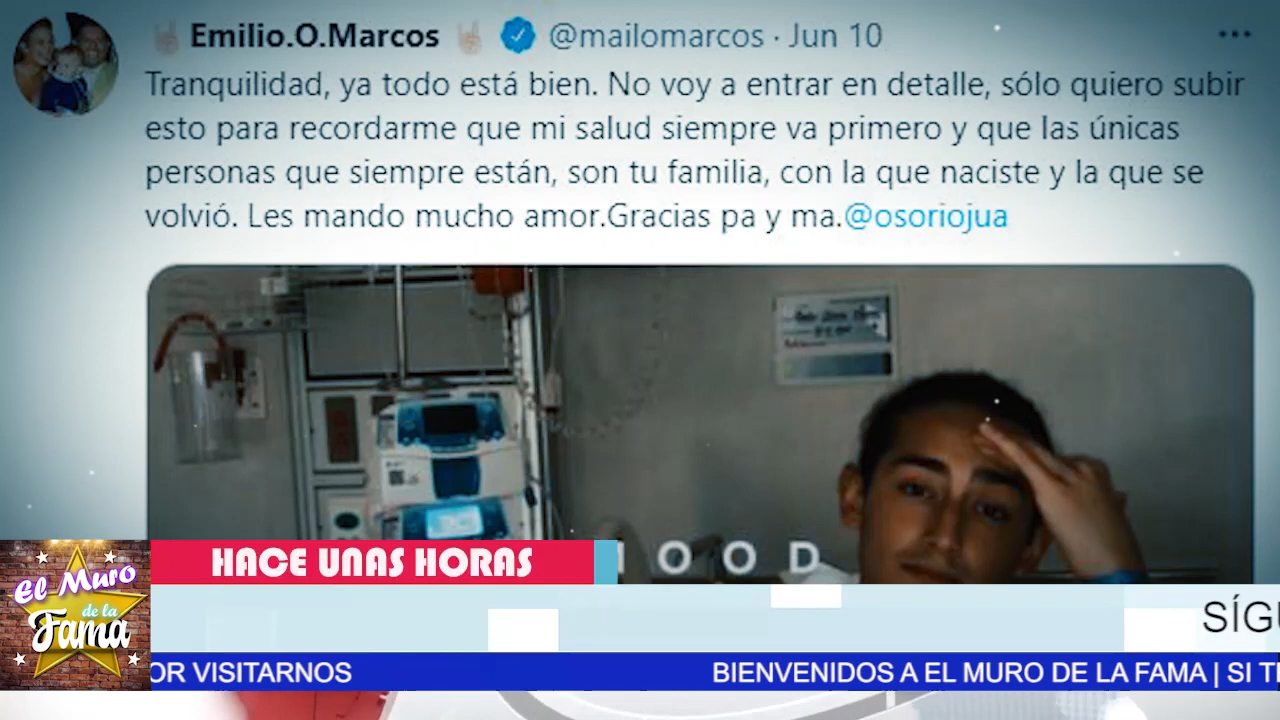 Emilio.O.Marcos @mailomarcos · Jun 10
Tranquilidad, ya todo está bien. No voy a entrar en detalle, sólo quiero subir
esto para recordarme que mi salud siempre va primero y que las únicas
personas que siempre están, son tu familia, con la que naciste y la que se
volvió. Les mando mucho amor.Gracias pa y ma.@osoriojua
OOD
HACE UNAS HORAS
El Muro
de la
Fama
SÍGU
OR VISITARNOS
BIENVENIDOS A EL MURO DE LA FAMA | SI TI